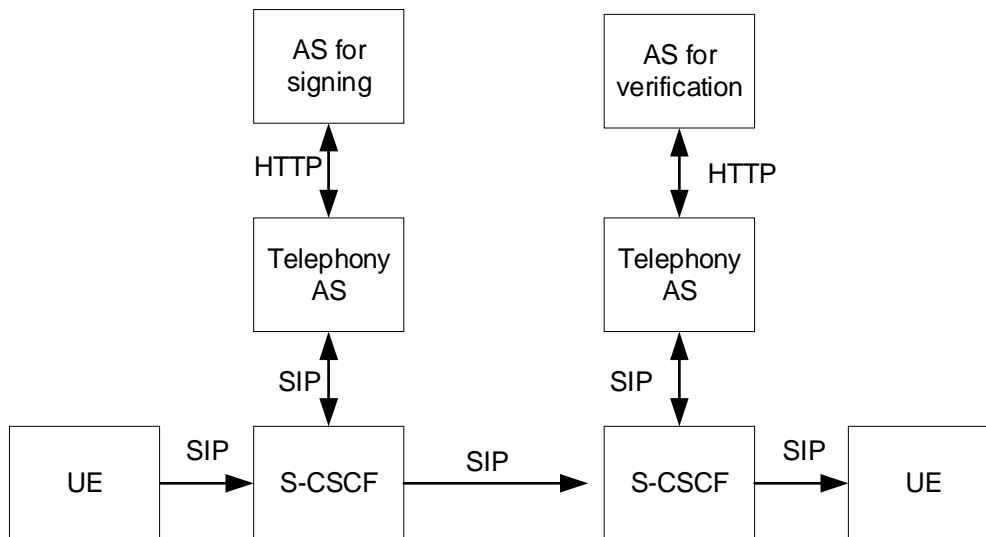 AS for
signing
AS for
verification
HTTP
HTTP
Telephony
AS
Telephony
AS
SIP
SIP
UE
SIP
S-CSCF
SIP
S-CSCF
SIP
UE